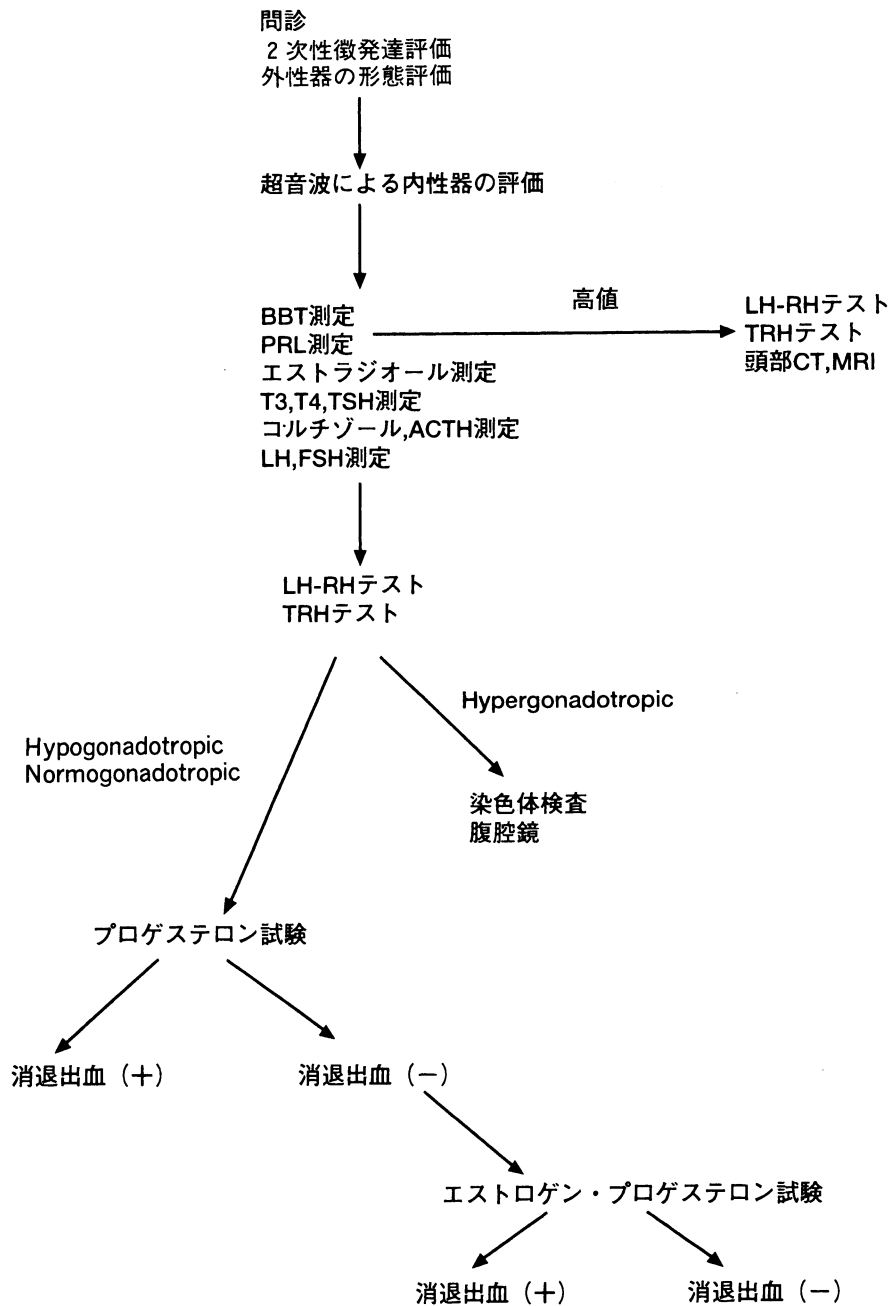 問診
2次性徴発達評価
外性器の形態評価
超音波による内性器の評価
BBT測定
PRL測定
エストラジオール測定
T3,T4,TSH測定
コルチゾール,ACTH測定
LH,FSH測定
高値
LH-RHテスト
TRHテスト
頭部CT,MRI
LH-RHテスト
TRHテスト
Hypergonadotropic
Hypogonadotropic
Normogonadotropic
染色体検査
腹腔鏡
プロゲステロン試験
消退出血（＋）
消退出血（－）
エストロゲン・プロゲステロン試験
消退出血（＋）
消退出血（－）